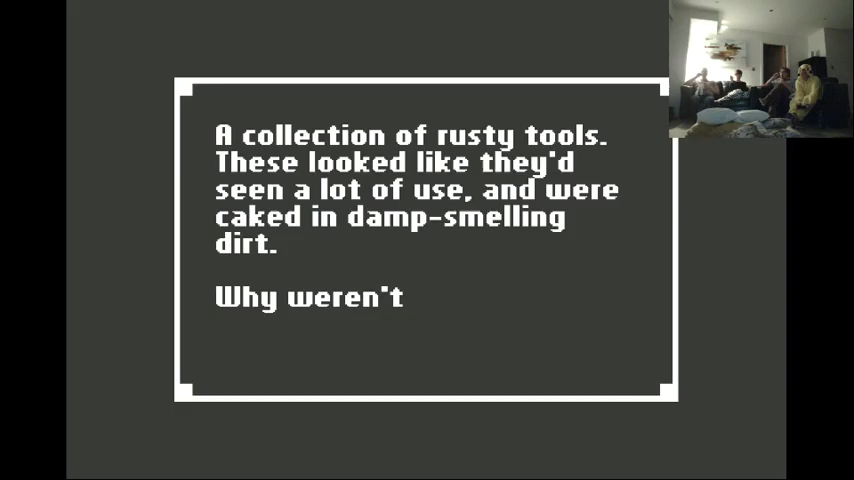 A collection of rusty tools.
These looked like they'd
seen a lot of use, and were
caked in damp-smelling
dirt.
Why weren't